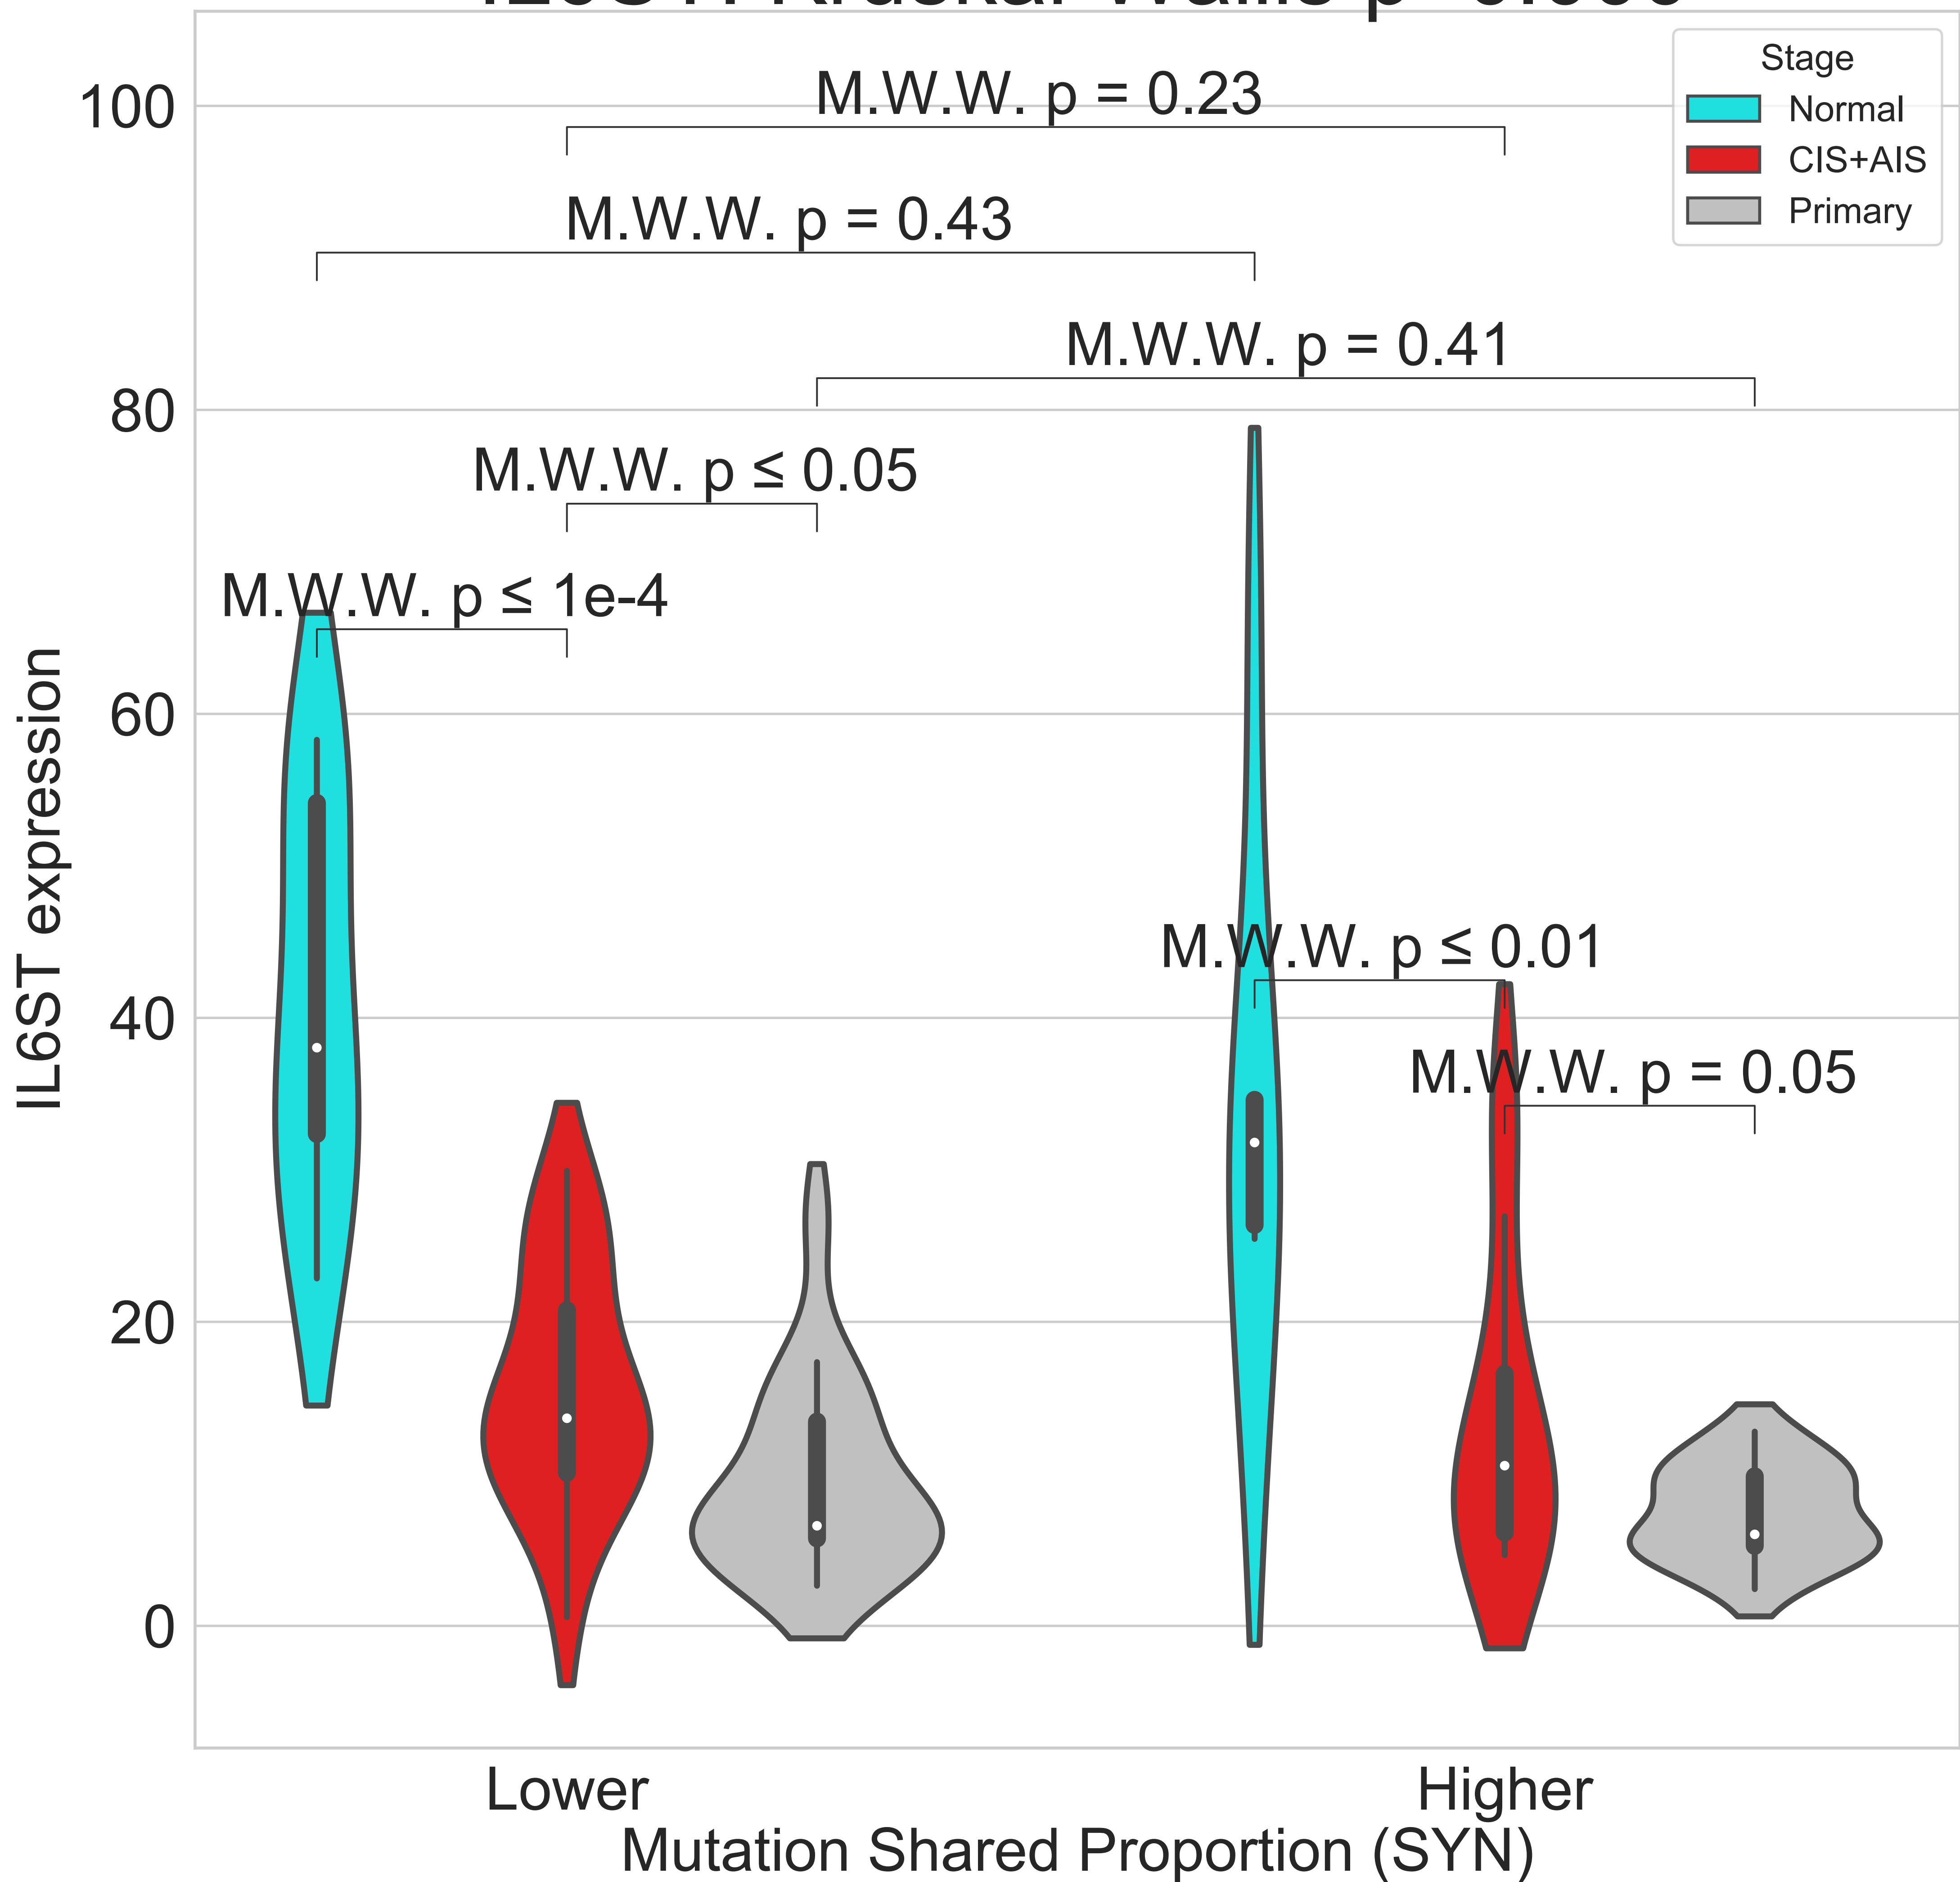 Stage
Normal
CIS+AIS
Primary
M.W.W. p = 0.23
M.W.W. p = 0.43
M.W.W. p = 0.41
M.W.W. p ≤ 0.05
M.W.W. p ≤ 1e-4
M.W.W. p ≤ 0.01
M.W.W. p = 0.05
100
80
60
40
20
0
IL6ST expression
Lower
Higher
Mutation Shared Proportion (SYN)